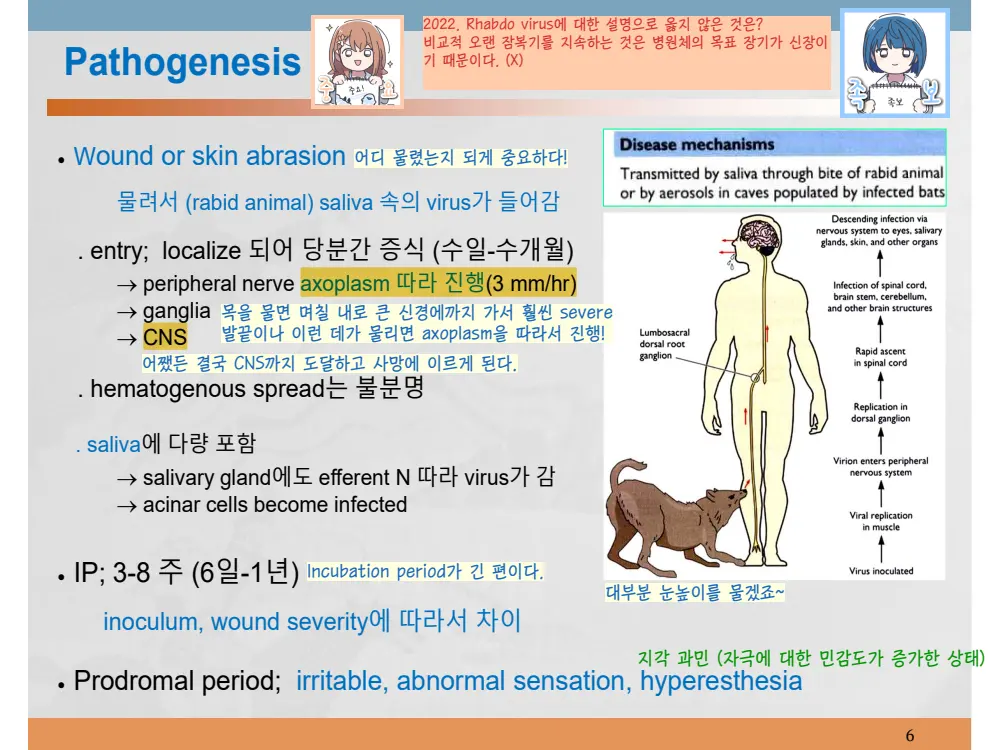 Pathogenesis
중 요
중요!
2022. Rhabdo virus에 대한 설명으로 옳지 않은 것은?
비교적 오랜 잠복기를 지속하는 것은 병원체의 목표 장기가 신장이
기 때문이다. (X)
족 보
족보
• Wound or skin abrasion 어디 물렸는지 되게 중요하다!
물려서 (rabid animal) saliva 속의 virus가 들어감
. entry; localize 되어 당분간 증식 (수일-수개월)
→ peripheral nerve axoplasm 따라 진행(3 mm/hr)
→ ganglia 목을 물면 며칠 내로 큰 신경에까지 가서 훨씬 severe
발끝이나 이런 데가 물리면 axoplasm을 따라서 진행!
→ CNS
어쨌든 결국 CNS까지 도달하고 사망에 이르게 된다.
. hematogenous spread는 불분명
. saliva에 다량 포함
→ salivary gland에도 efferent N 따라 virus가 감
→ acinar cells become infected
• IP; 3-8 주 (6일-1년) Incubation period가 긴 편이다.
inoculum, wound severity에 따라서 차이
• Prodromal period; irritable, abnormal sensation, hyperesthesia
지각 과민 (자극에 대한 민감도가 증가한 상태)
Disease mechanisms
Transmitted by saliva through bite of rabid animal
or by aerosols in caves populated by infected bats
Descending infection via
nervous system to eyes, salivary
glands, skin, and other organs
Infection of spinal cord,
brain stem, cerebellum,
and other brain structures
Rapid ascent
in spinal cord
Replication in
dorsal ganglion
Virion enters peripheral
nervous system
Viral replication
in muscle
Virus inoculated
Lumbosacral
dorsal root
ganglion
대부분 눈높이를 물겠죠~
6